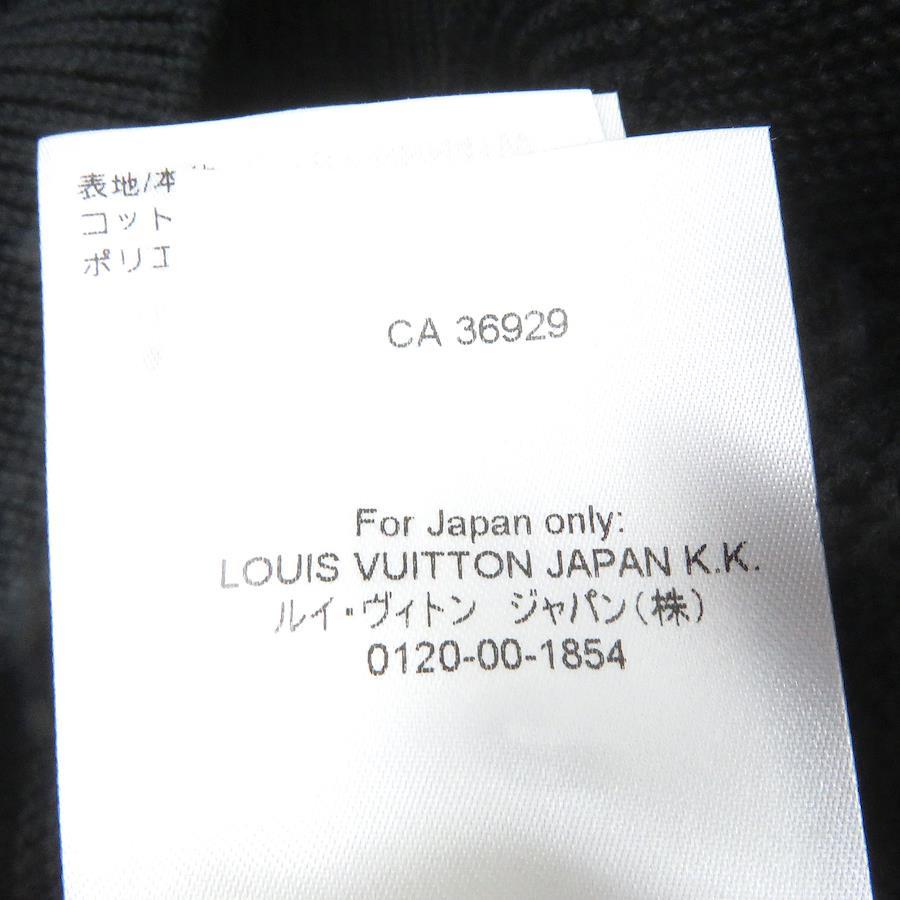 表地/本
コット
ポリエ
CA 36929
For Japan only:
LOUIS VUITTON JAPAN K.K.
ルイ・ヴィトン ジャパン(株)
0120-00-1854